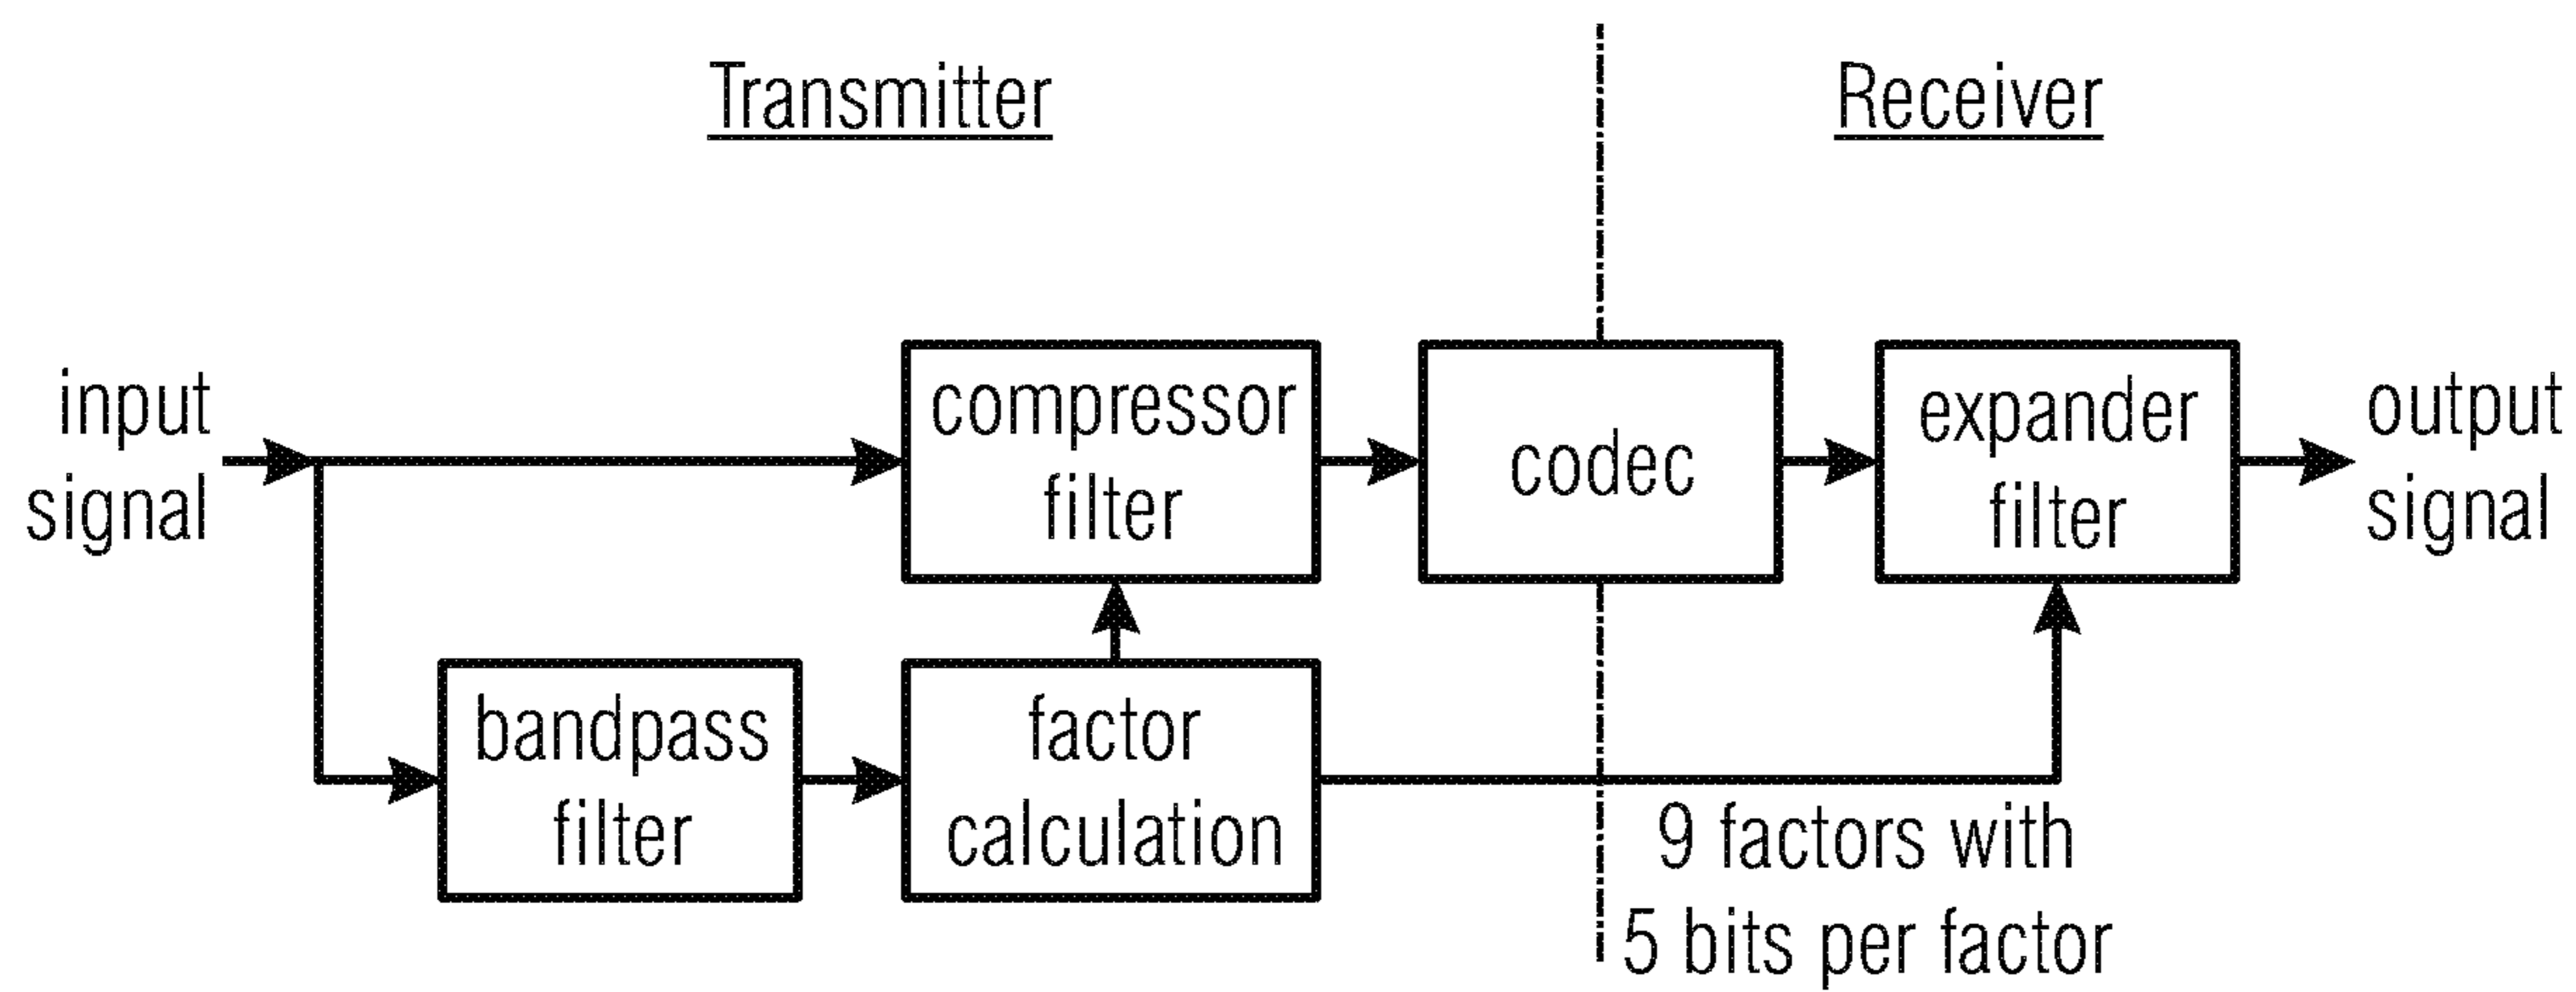 Transmitter
Receiver
input
signal
compressor
filter
codec
expander
filter
output
signal
bandpass
filter
factor
calculation
9 factors with
5 bits per factor